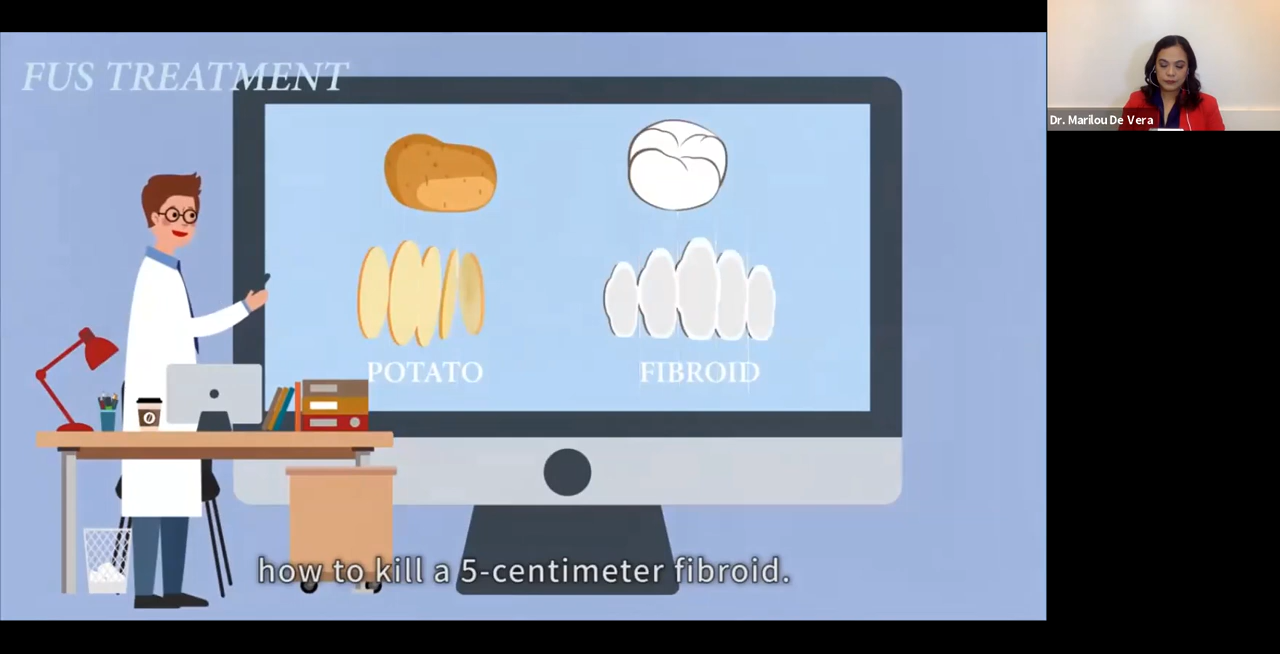 FUS TREATMENT
Dr. Marilou De Vera
POTATO
FIBROID
how to kill a 5-centimeter fibroid.